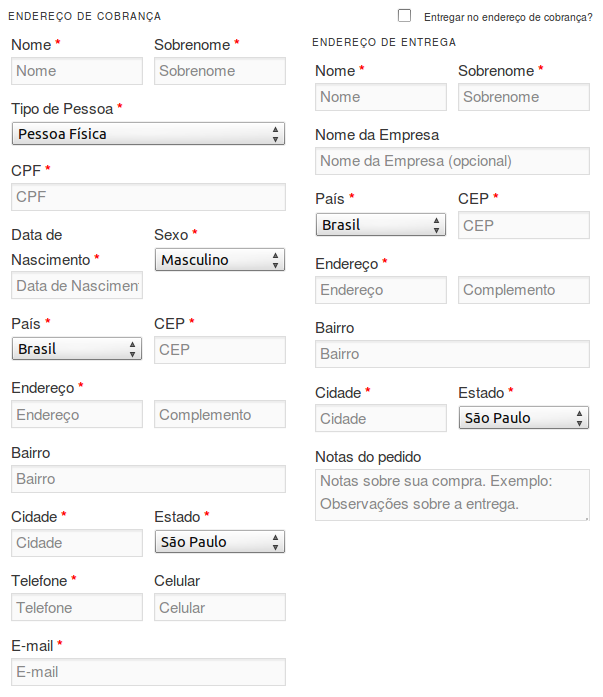 ENDEREÇO DE COBRANÇA
Nome *
Sobrenome *
Nome
Sobrenome
Tipo de Pessoa *
Pessoa Física
CPF *
CPF
Data de
Nascimento *
Sexo *
Data de Nasciment
Masculino
País *
CEP *
Brasil
CEP
Endereço *
Endereço
Complemento
Bairro
Bairro
Cidade *
Estado *
Cidade
São Paulo
Telefone *
Celular
Telefone
Celular
E-mail *
E-mail
Entregar no endereço de cobrança?
ENDEREÇO DE ENTREGA
Nome *
Sobrenome *
Nome
Sobrenome
Nome da Empresa
Nome da Empresa (opcional)
País *
CEP *
Brasil
CEP
Endereço *
Endereço
Complemento
Bairro
Bairro
Cidade *
Estado *
Cidade
São Paulo
Notas do pedido
Notas sobre sua compra. Exemplo:
Observações sobre a entrega.